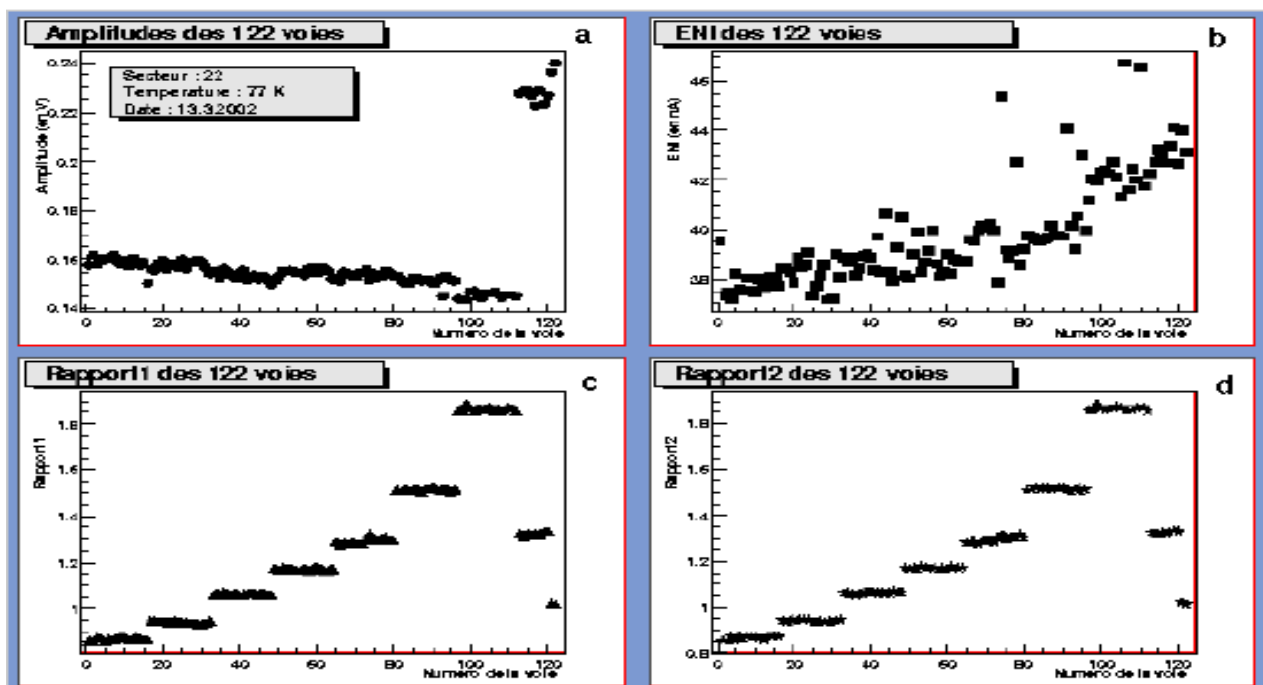 Amplitudes des 122 voies
a
Secteur : 22
Temperature : 77 K
Date : 13.3.2002
Amplitude (en V)
0.24
0.22
0.2
0.18
0.16
0.14
0 20 40 60 80 100 120
Numero de la voie
ENI des 122 voies
b
ENI (en nA)
46
44
42
40
38
0 20 40 60 80 100 120
Numero de la voie
Rapport1 des 122 voies
c
Rapport1
1.8
1.6
1.4
1.2
1
0 20 40 60 80 100 120
Numero de la voie
Rapport2 des 122 voies
d
Rapport2
1.8
1.6
1.4
1.2
1
0.8
0 20 40 60 80 100 120
Numero de la voie